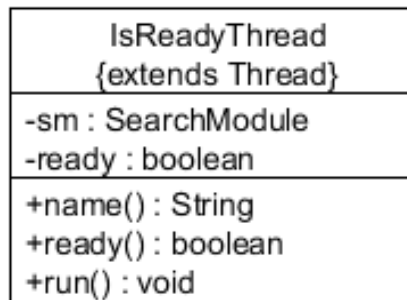 IsReadyThread
{extends Thread}
-sm : SearchModule
-ready : boolean
+name() : String
+ready() : boolean
+run() : void